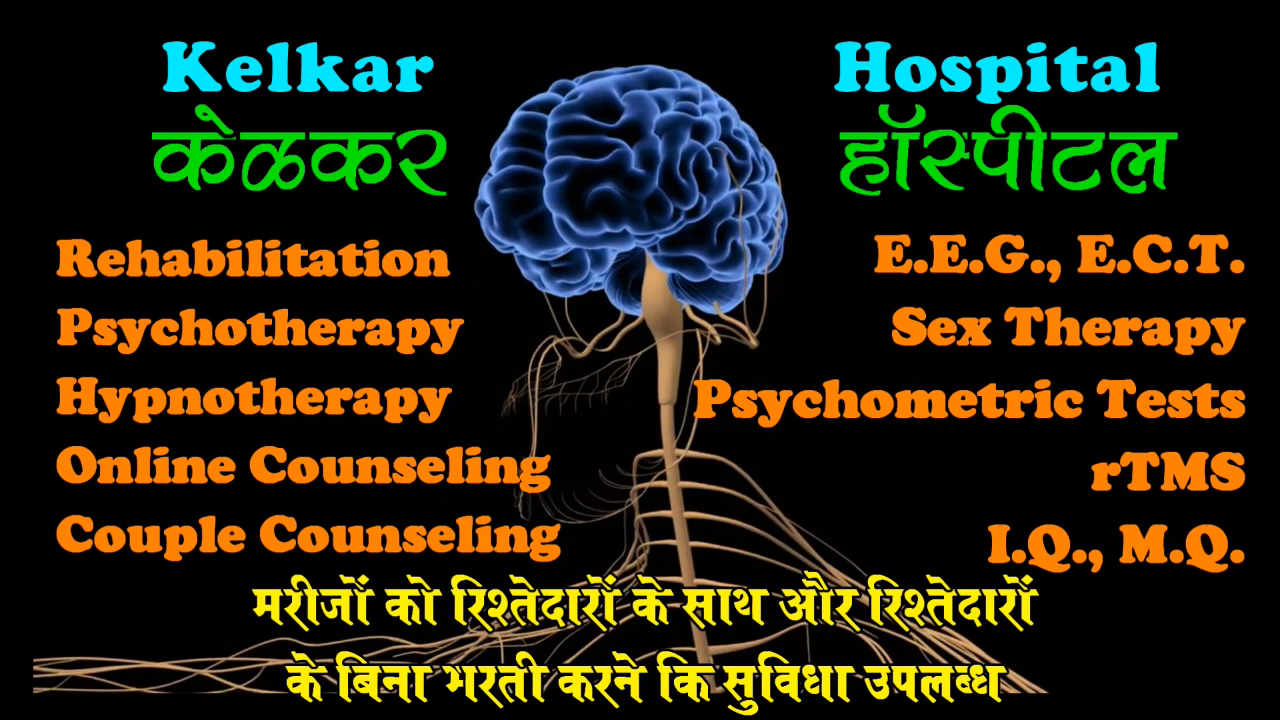 Kelkar Hospital
केळकर हॉस्पीटल
Rehabilitation
Psychotherapy
Hypnotherapy
Online Counseling
Couple Counseling
E.E.G., E.C.T.
Sex Therapy
Psychometric Tests
rTMS
I.Q., M.Q.
मरीजों को रिश्तेदारों के साथ और रिश्तेदारों
के बिना भरती करने कि सुविधा उपलब्ध